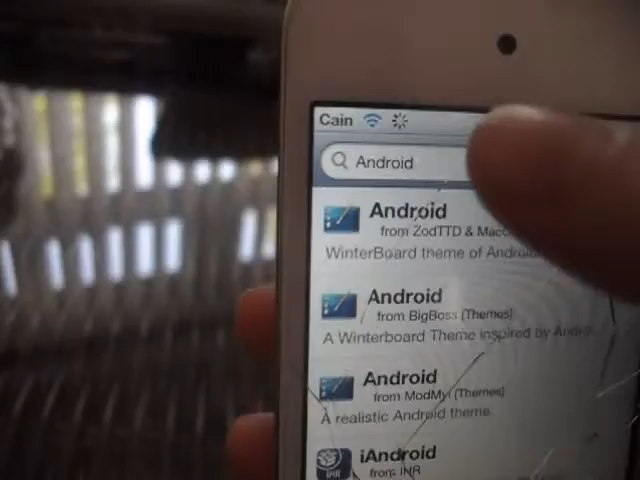 Cain
Android
Android
from ZodTTD &
WinterBoard theme of Android
Android
from BigBoss (Themes)
A Winterboard Theme inspired by
Android
from ModMyi (Themes)
A realistic Android theme
iAndroid
from INR